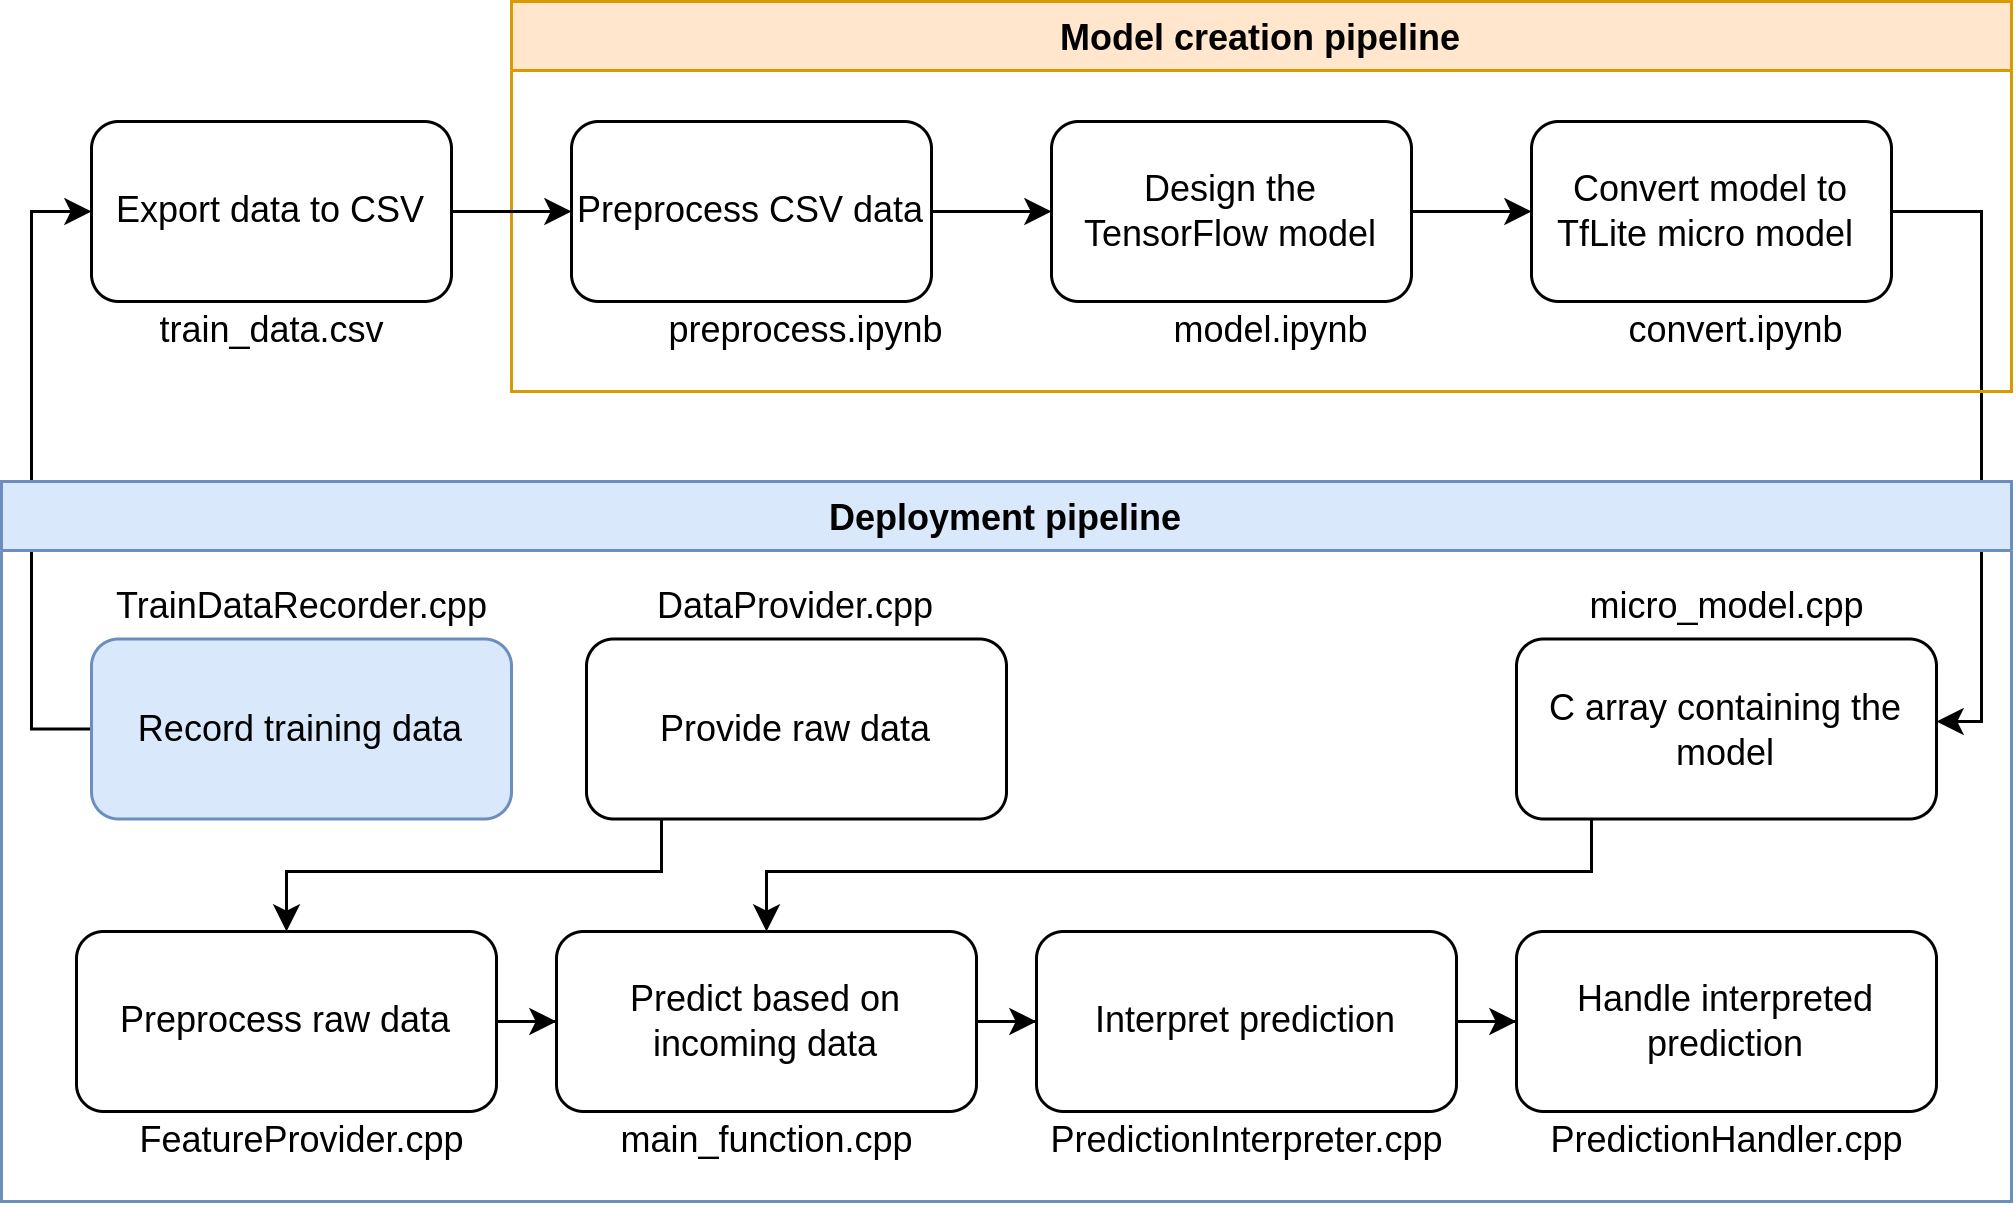 Model creation pipeline
Export data to CSV
Preprocess CSV data
Design the
TensorFlow model
Convert model to
TfLite micro model
train_data.csv
preprocess.ipynb
model.ipynb
convert.ipynb
Deployment pipeline
TrainDataRecorder.cpp
DataProvider.cpp
micro_model.cpp
Record training data
Provide raw data
C array containing the
model
Preprocess raw data
Predict based on
incoming data
Interpret prediction
Handle interpreted
prediction
FeatureProvider.cpp
main_function.cpp
PredictionInterpreter.cpp
PredictionHandler.cpp